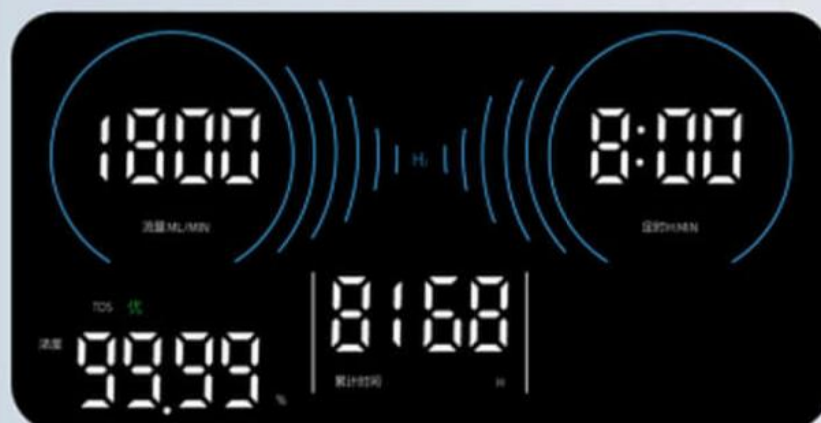 1800
8:00
H₂
流量ML/MIN
定时H:MIN
TDS 优
浓度 99.99 %
8168
累计时间 H